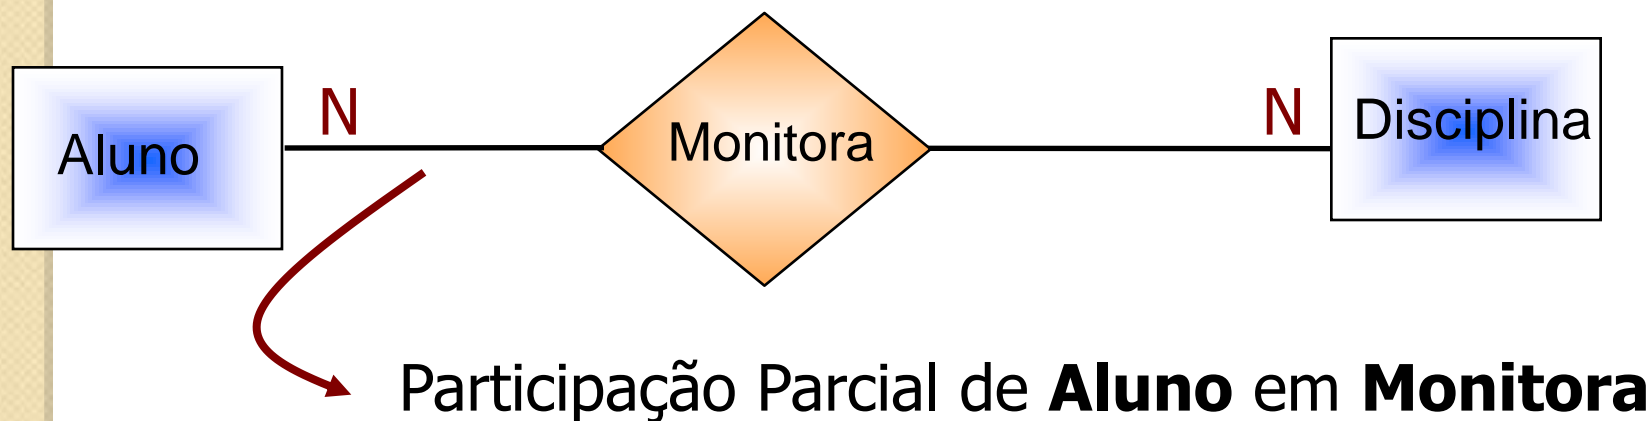 Aluno
N
Monitora
N
Disciplina
Participação Parcial de Aluno em Monitora